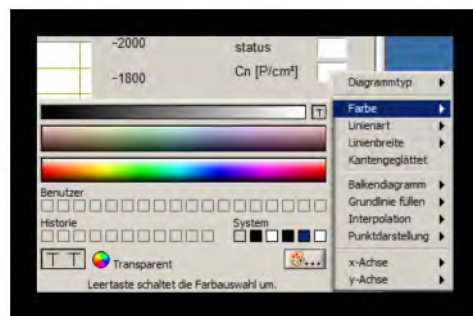 -2000
status
-1800
Cn [P/cm³]
Diagrammtyp
T
Farbe
Linienart
Linienbreite
Kantengeglättet
Benutzer
Balkendiagramm
Grundlinie füllen
Historie
System
Interpolation
Punktdarstellung
T T
Transparent
...
x-Achse
Leertaste schaltet die Farbauswahl um.
y-Achse